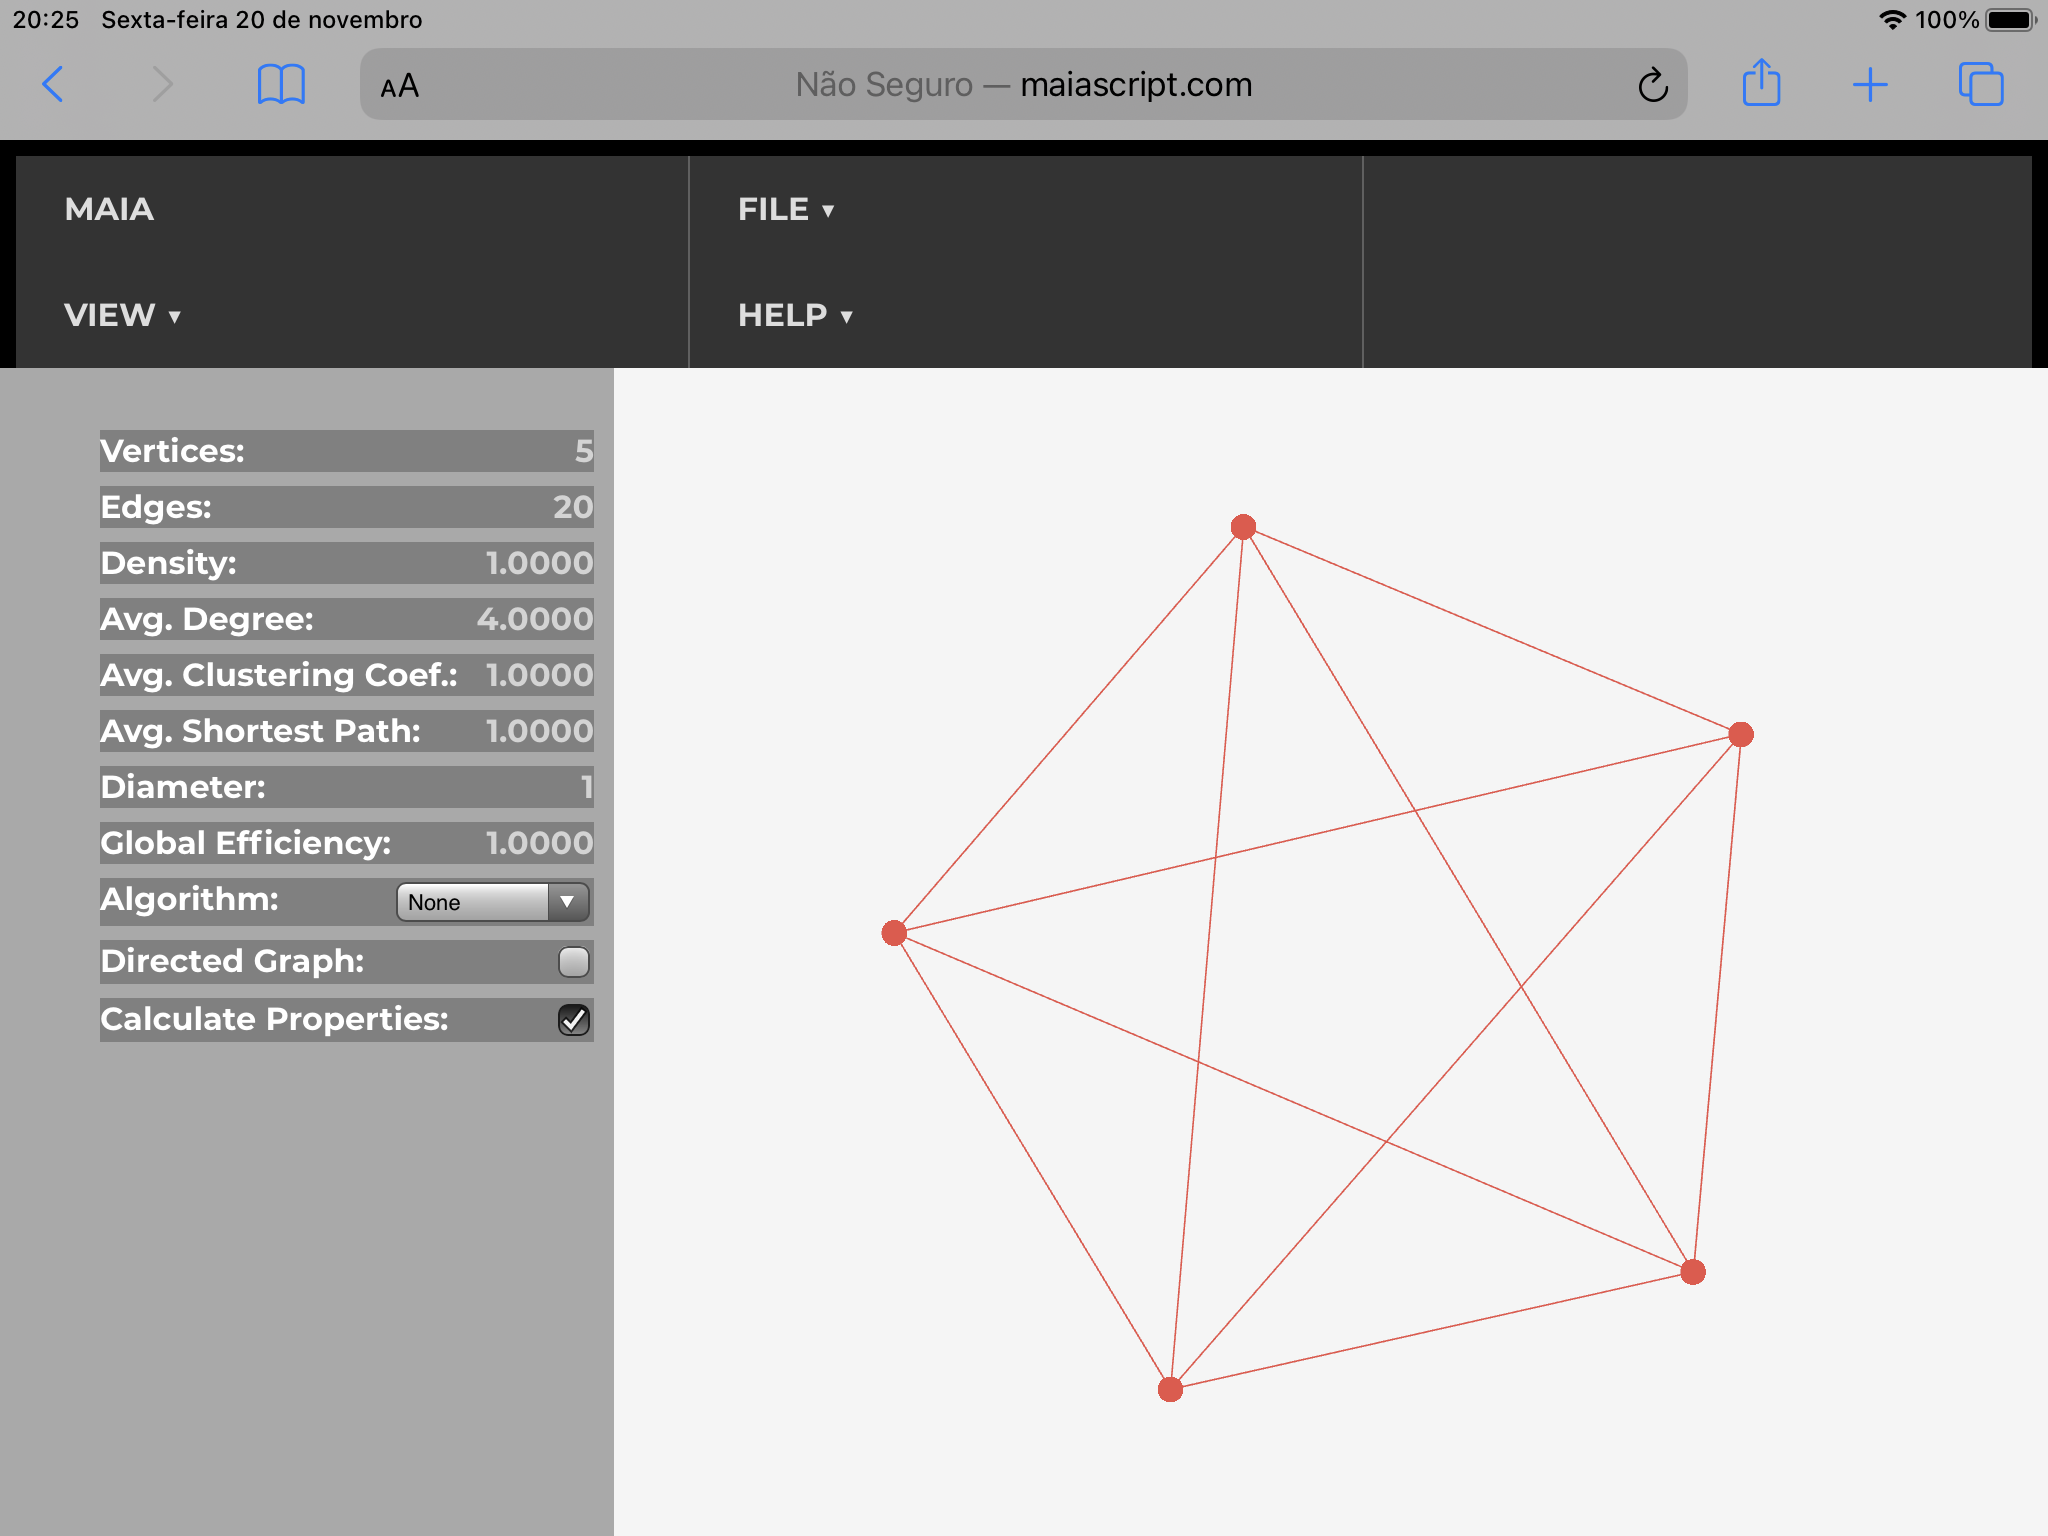 20:25 Sexta-feira 20 de novembro 100%
AA Não Seguro — maiascript.com
MAIA FILE ▼
VIEW ▼ HELP ▼
Vertices: 5
Edges: 20
Density: 1.0000
Avg. Degree: 4.0000
Avg. Clustering Coef.: 1.0000
Avg. Shortest Path: 1.0000
Diameter: 1
Global Efficiency: 1.0000
Algorithm: None ▼
Directed Graph:
Calculate Properties: